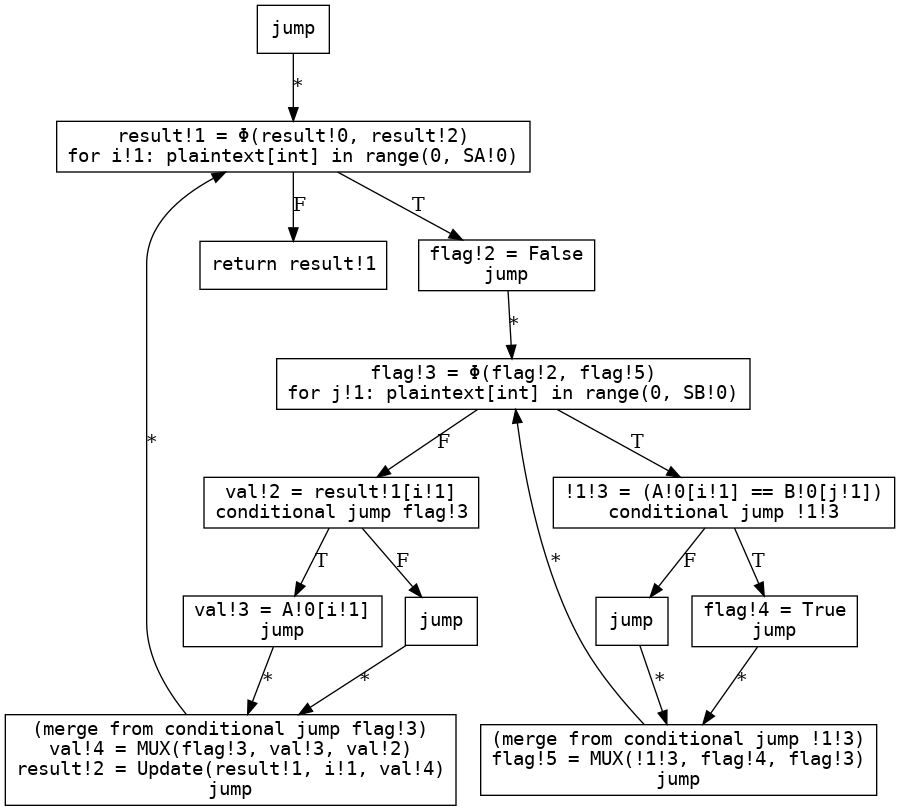 jump
*
result!1 = Φ(result!0, result!2)
for i!1: plaintext[int] in range(0, SA!0)
F
T
return result!1
flag!2 = False
jump
*
flag!3 = Φ(flag!2, flag!5)
for j!1: plaintext[int] in range(0, SB!0)
*
F
T
val!2 = result!1[i!1]
conditional jump flag!3
!1!3 = (A!0[i!1] == B!0[j!1])
conditional jump !1!3
T
F
*
F
T
val!3 = A!0[i!1]
jump
jump
jump
flag!4 = True
jump
*
*
*
*
(merge from conditional jump flag!3)
val!4 = MUX(flag!3, val!3, val!2)
result!2 = Update(result!1, i!1, val!4)
jump
(merge from conditional jump !1!3)
flag!5 = MUX(!1!3, flag!4, flag!3)
jump